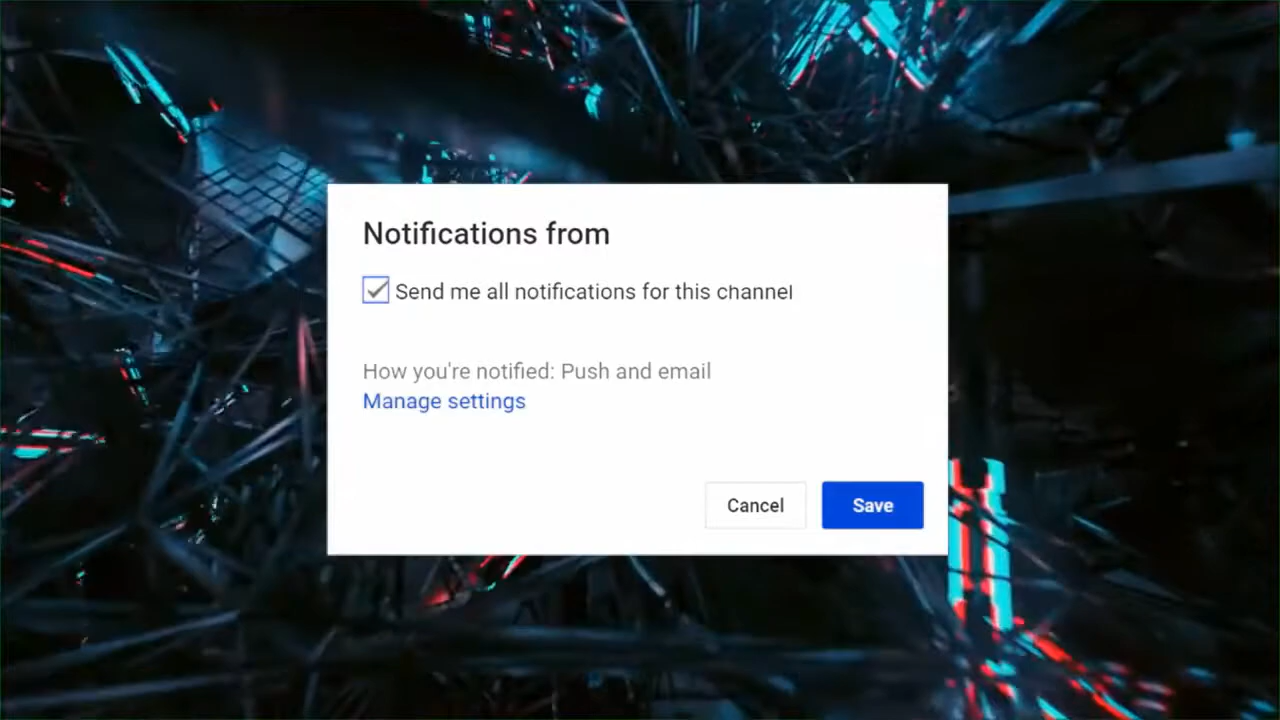 Notifications from
Send me all notifications for this channel
How you're notified: Push and email
Manage settings
Cancel
Save